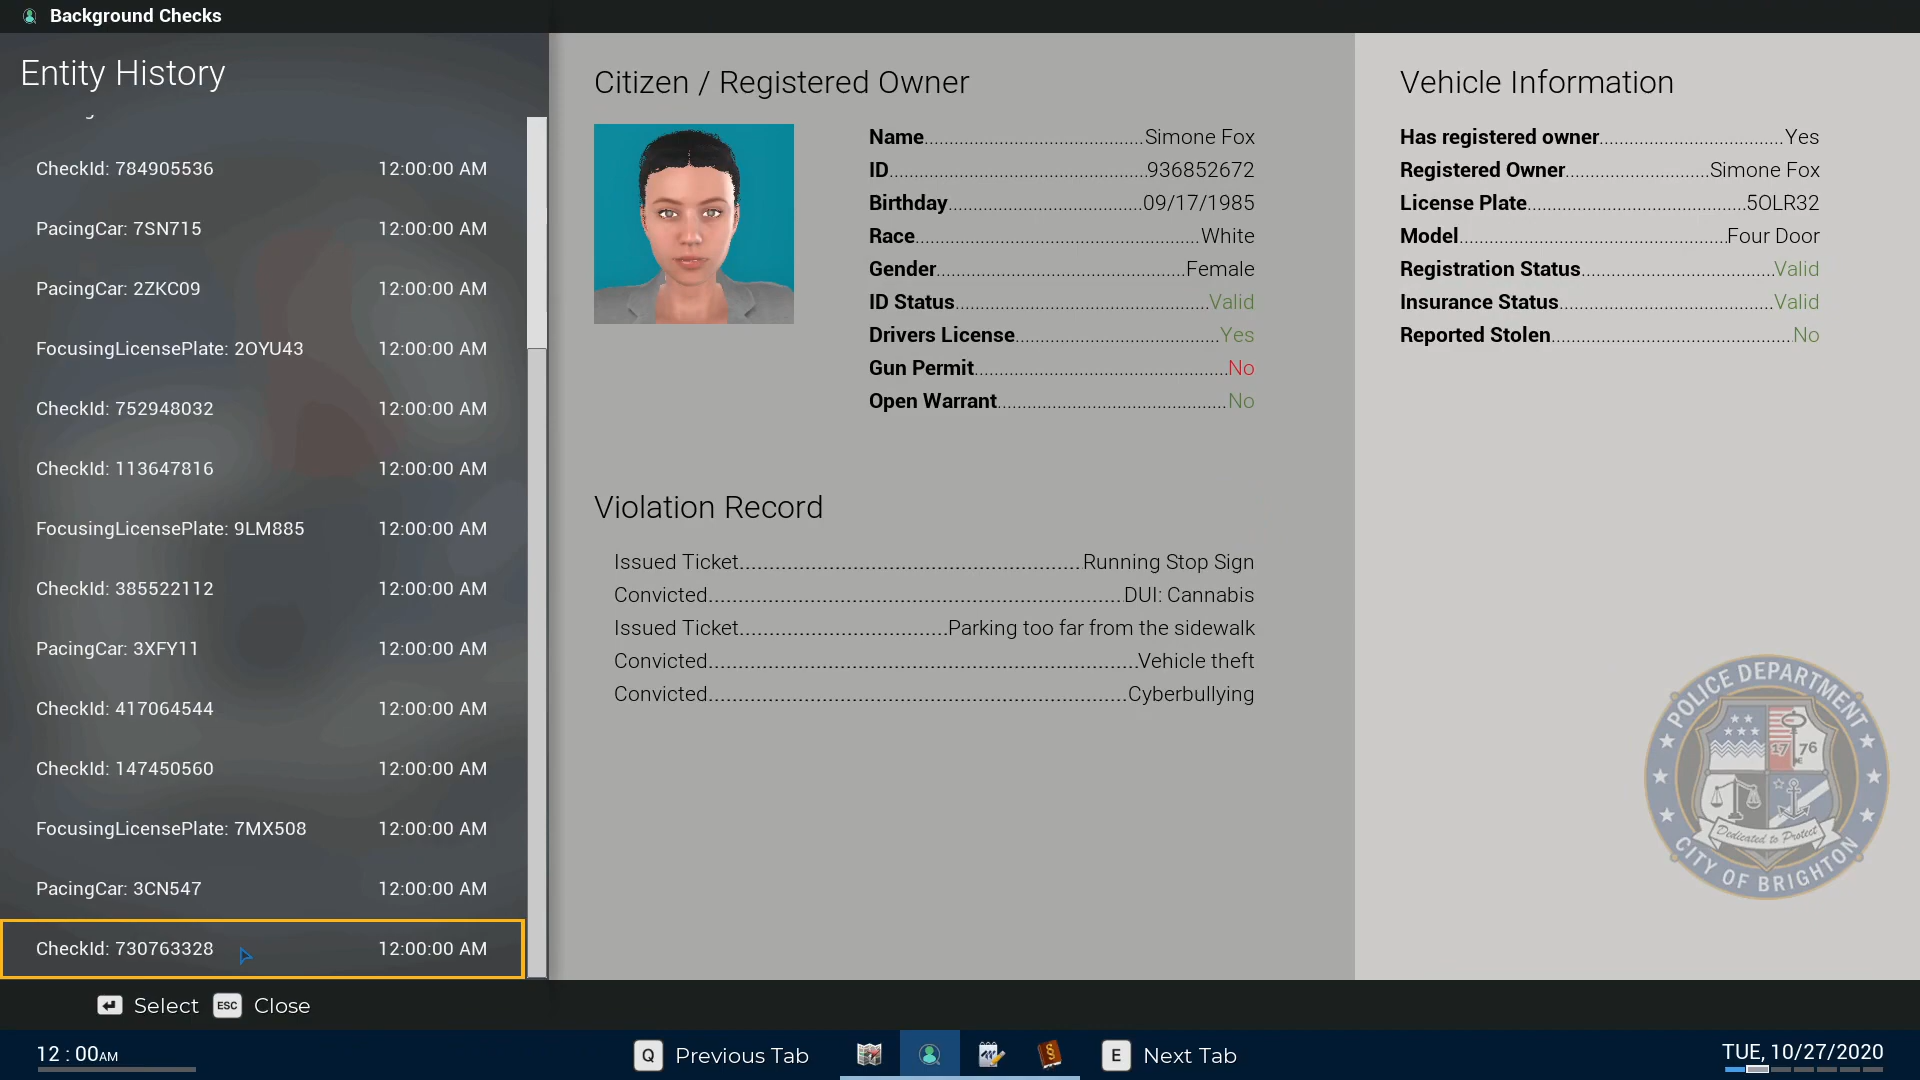 Background Checks
Entity History
CheckId: 784905536 12:00:00 AM
PacingCar: 7SN715 12:00:00 AM
PacingCar: 2ZKC09 12:00:00 AM
FocusingLicensePlate: 2OYU43 12:00:00 AM
CheckId: 752948032 12:00:00 AM
CheckId: 113647816 12:00:00 AM
FocusingLicensePlate: 9LM885 12:00:00 AM
CheckId: 385522112 12:00:00 AM
PacingCar: 3XFY11 12:00:00 AM
CheckId: 417064544 12:00:00 AM
CheckId: 147450560 12:00:00 AM
FocusingLicensePlate: 7MX508 12:00:00 AM
PacingCar: 3CN547 12:00:00 AM
CheckId: 730763328 12:00:00 AM
Citizen / Registered Owner
Name Simone Fox
ID 936852672
Birthday 09/17/1985
Race White
Gender Female
ID Status Valid
Drivers License Yes
Gun Permit No
Open Warrant No
Violation Record
Issued Ticket Running Stop Sign
Convicted DUI: Cannabis
Issued Ticket Parking too far from the sidewalk
Convicted Vehicle theft
Convicted Cyberbullying
Vehicle Information
Has registered owner Yes
Registered Owner Simone Fox
License Plate 5OLR32
Model Four Door
Registration Status Valid
Insurance Status Valid
Reported Stolen No
POLICE DEPARTMENT
17 76
Dedicated to Protect
CITY OF BRIGHTON
Select ESC Close
12 : 00AM
Q Previous Tab
§
E Next Tab
TUE, 10/27/2020